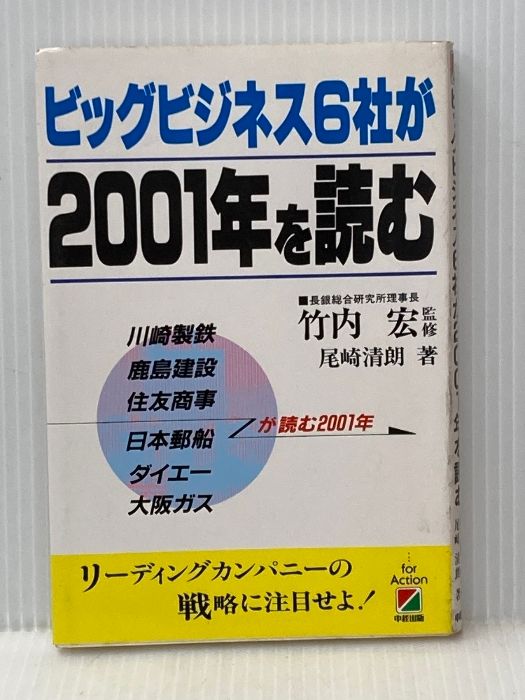 ビッグビジネス6社が
2001年を読む
■長銀総合研究所理事長
竹内 宏 監修
尾崎清朗 著
川崎製鉄
鹿島建設
住友商事
日本郵船
ダイエー
大阪ガス
が読む2001年
リーディングカンパニーの
戦略に注目せよ!
…for
Action
中経出版